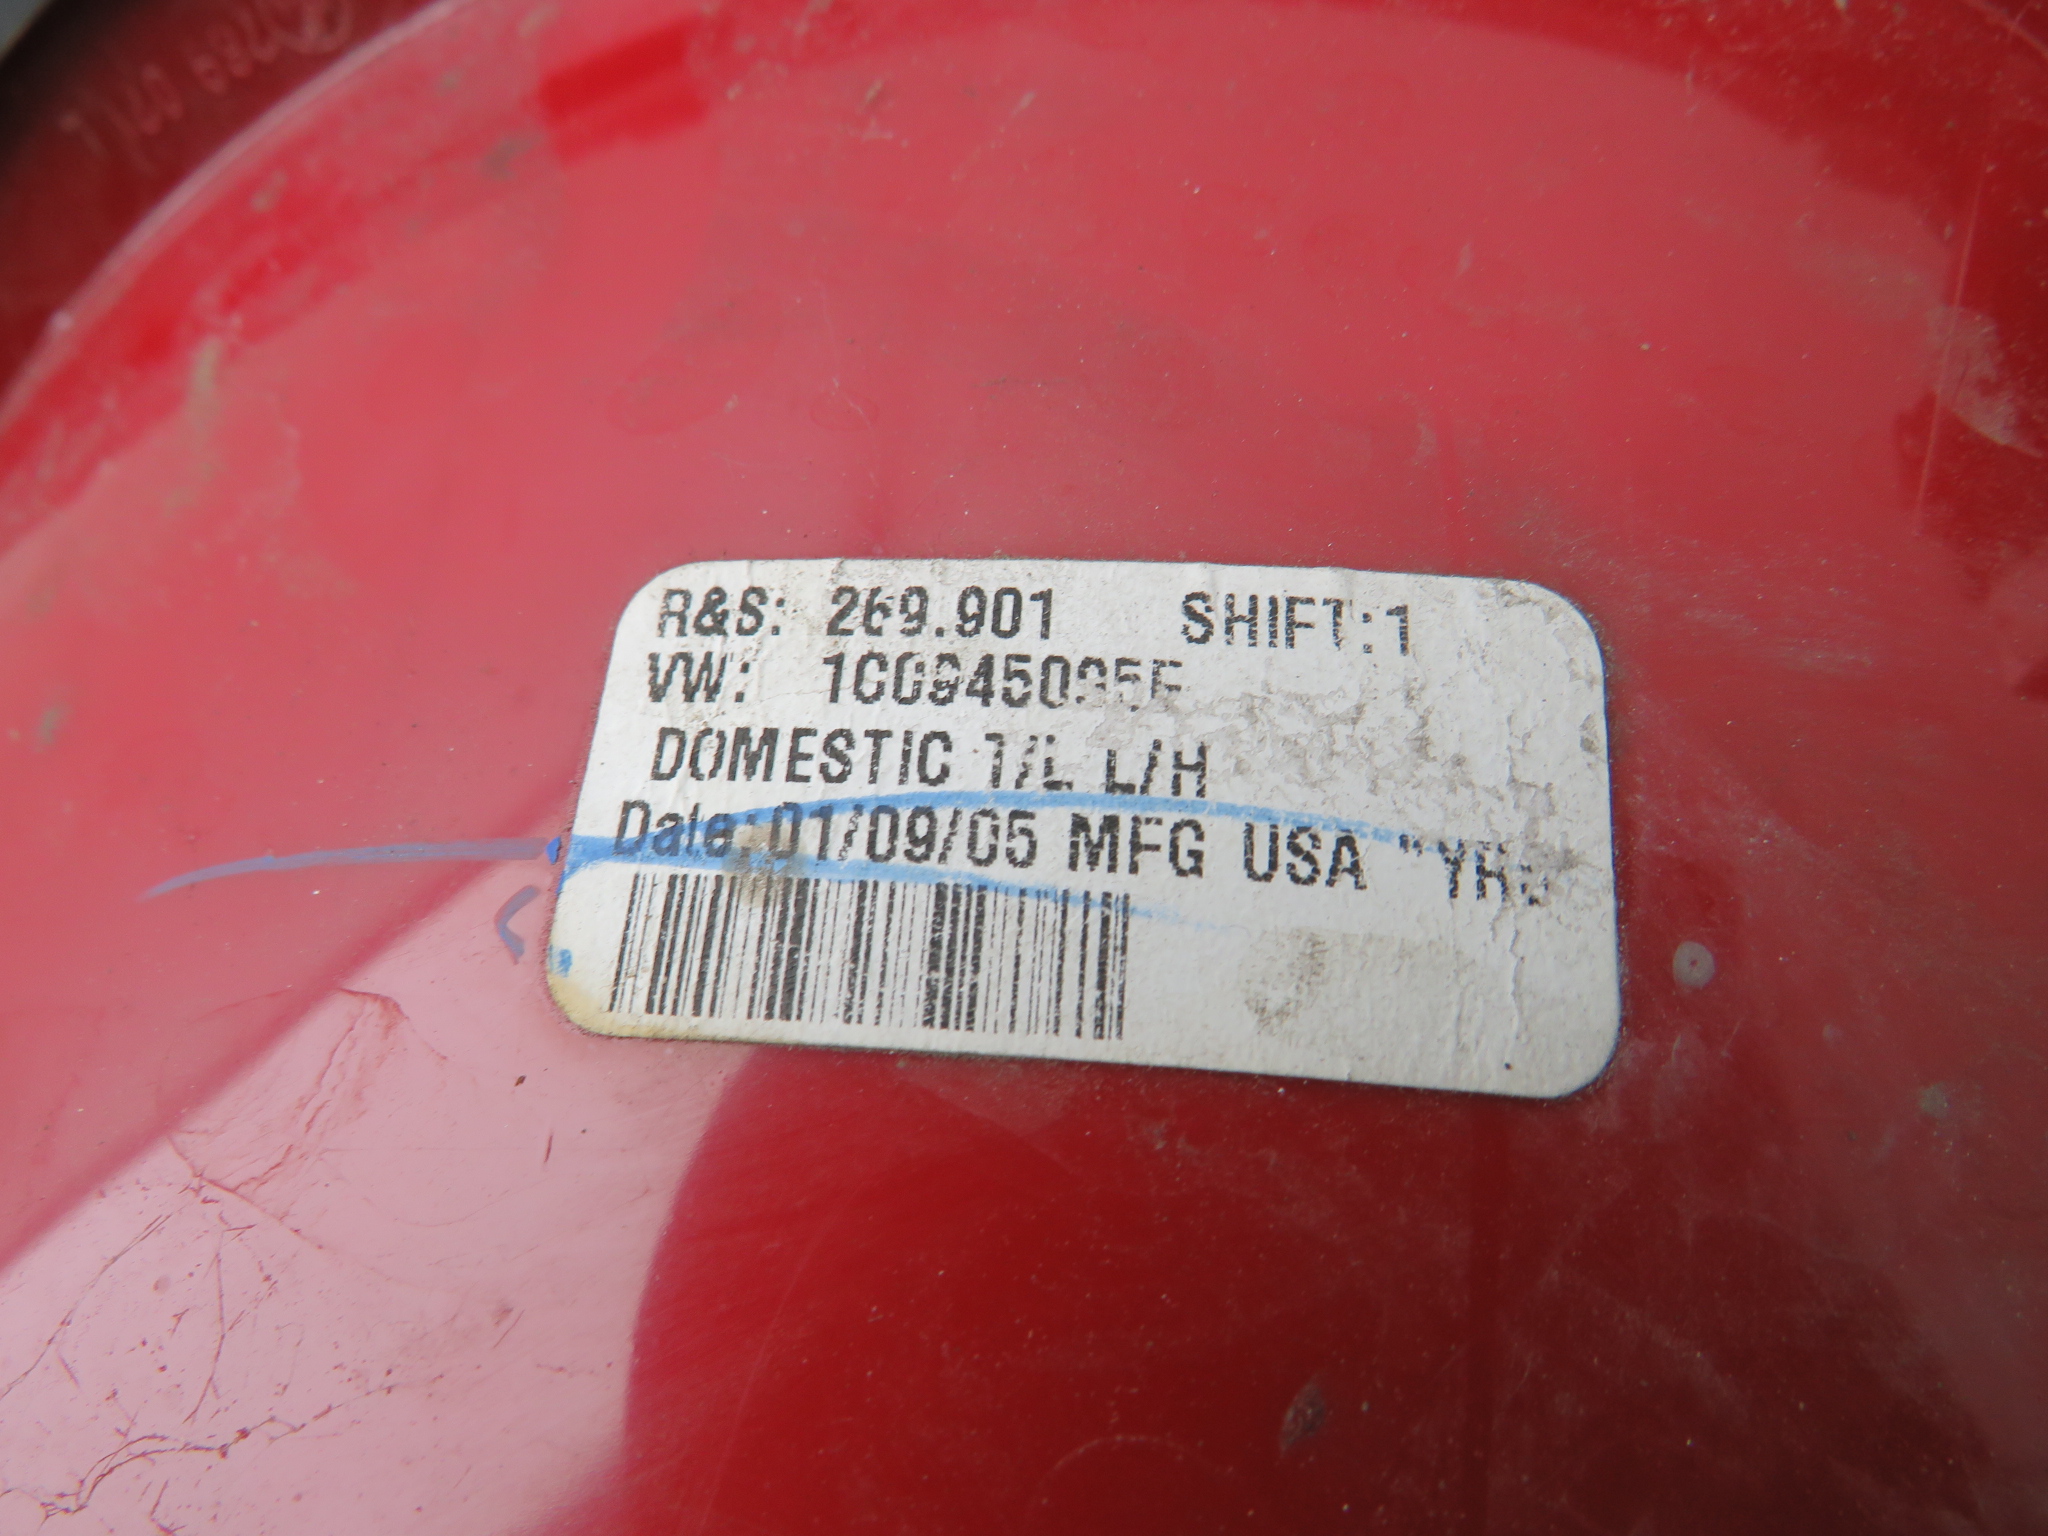 R&S: 269.901 SHIFT:1
VW: 1C0945095E
DOMESTIC T/L L/H
Date: 01/09/05 MFG USA